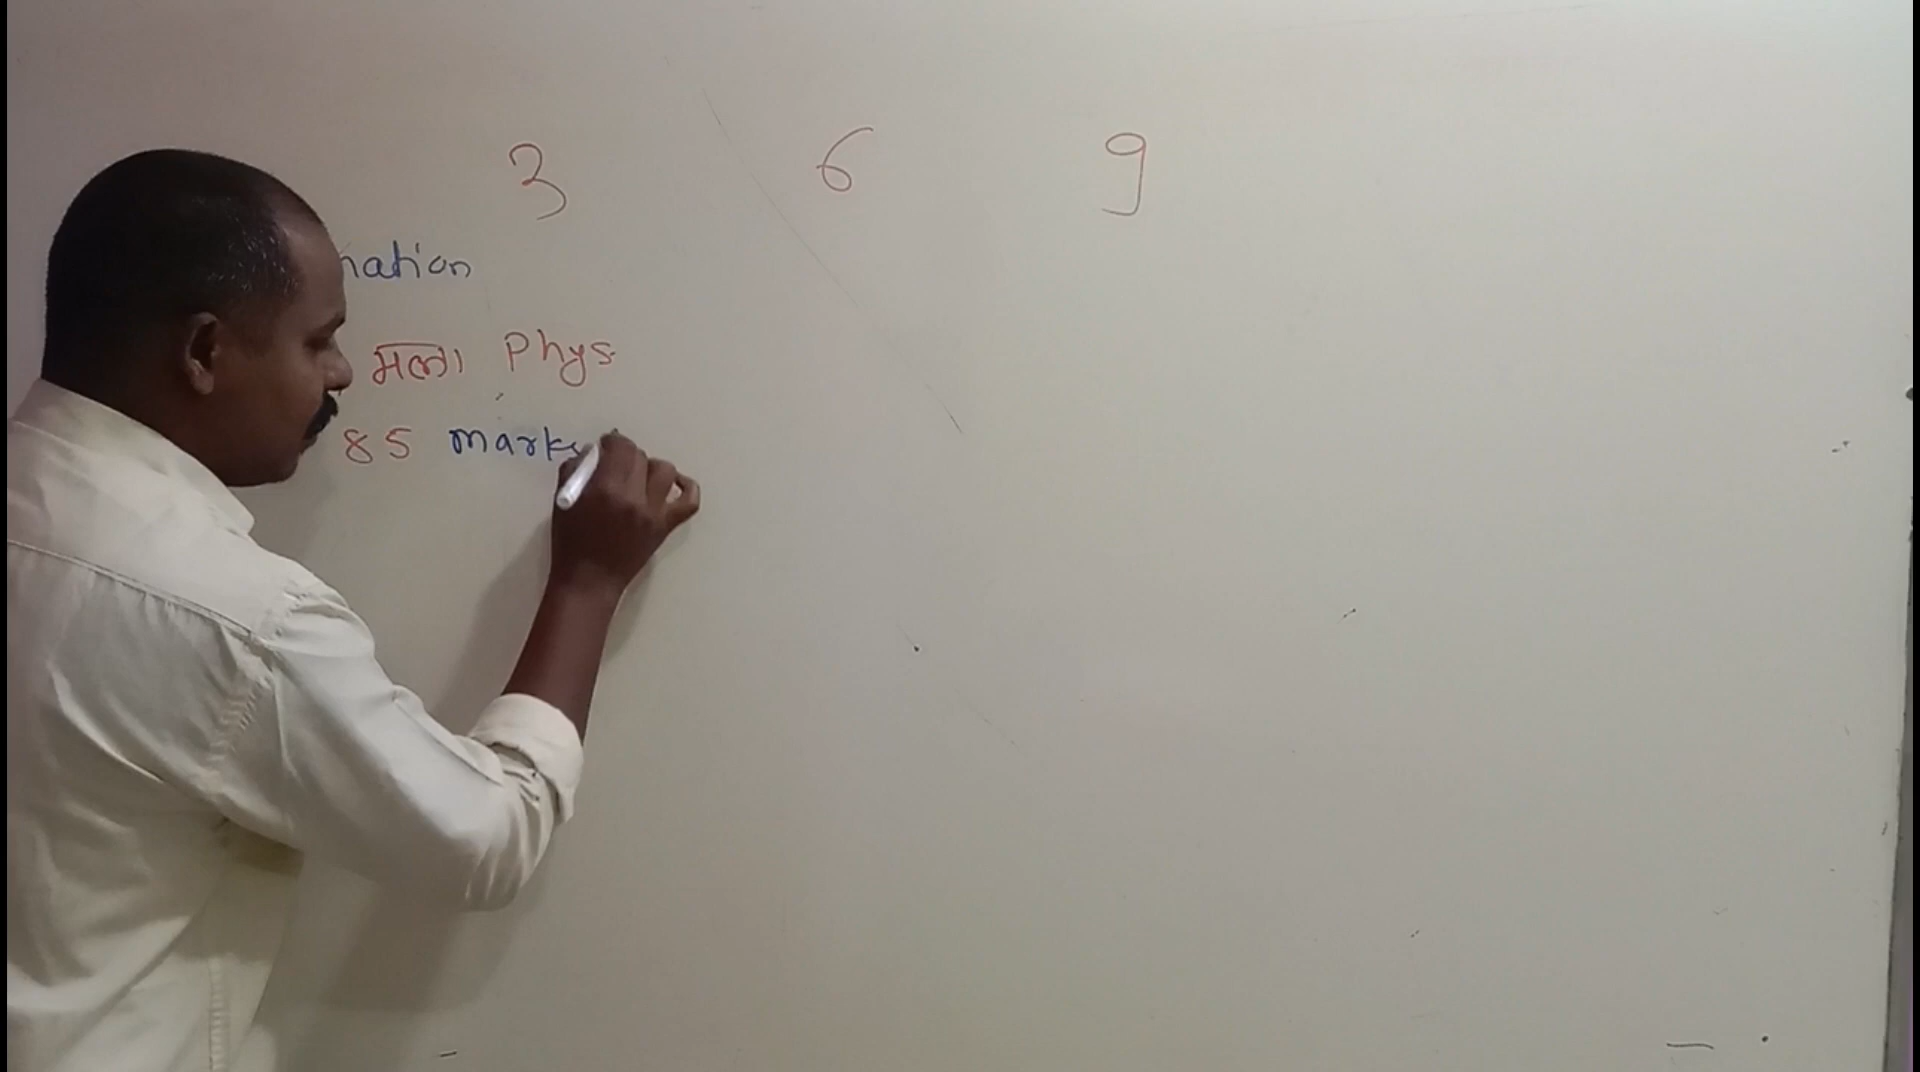 3 6 9
nation
मला Phys.
85 marks